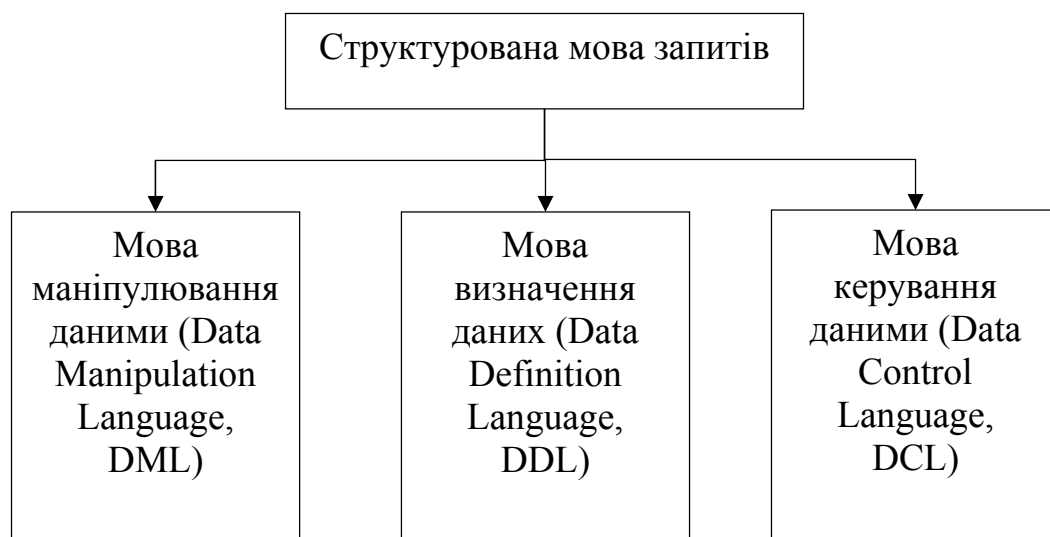 Структурована мова запитів
Мова
маніпулювання
даними (Data
Manipulation
Language,
DML)
Мова
визначення
даних (Data
Definition
Language,
DDL)
Мова
керування
даними (Data
Control
Language,
DCL)